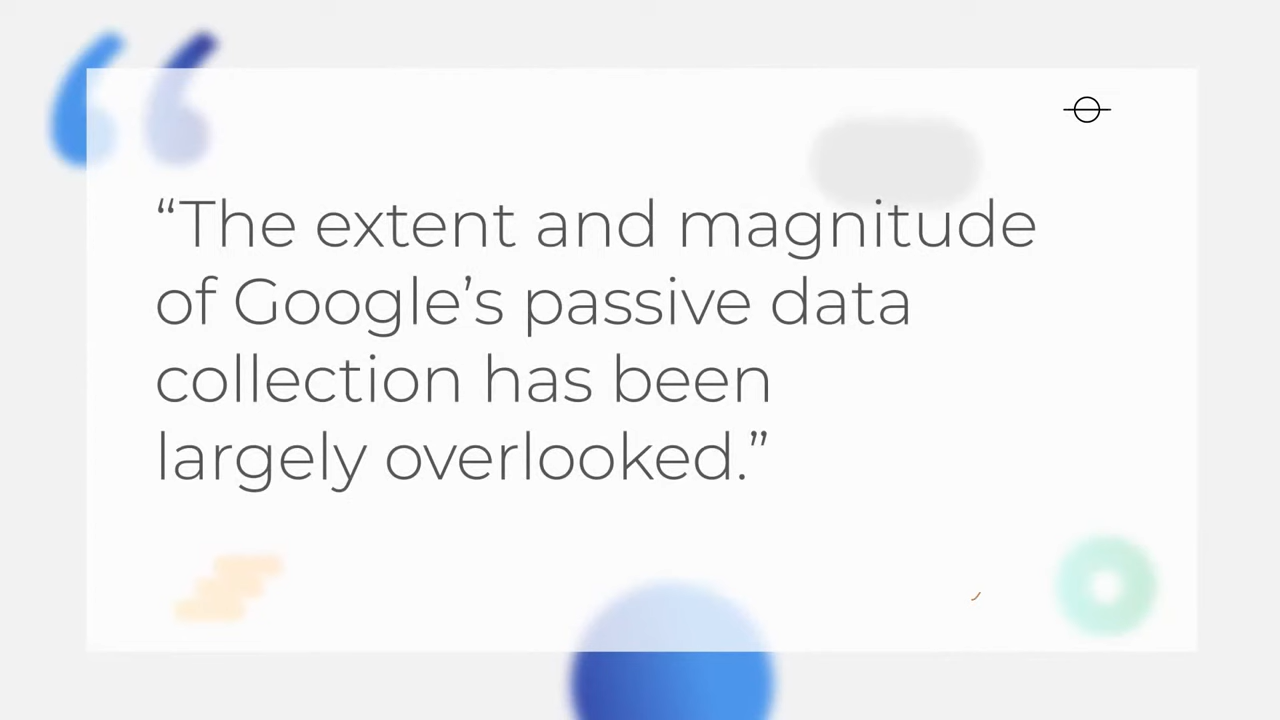 “The extent and magnitude
of Google’s passive data
collection has been
largely overlooked.”